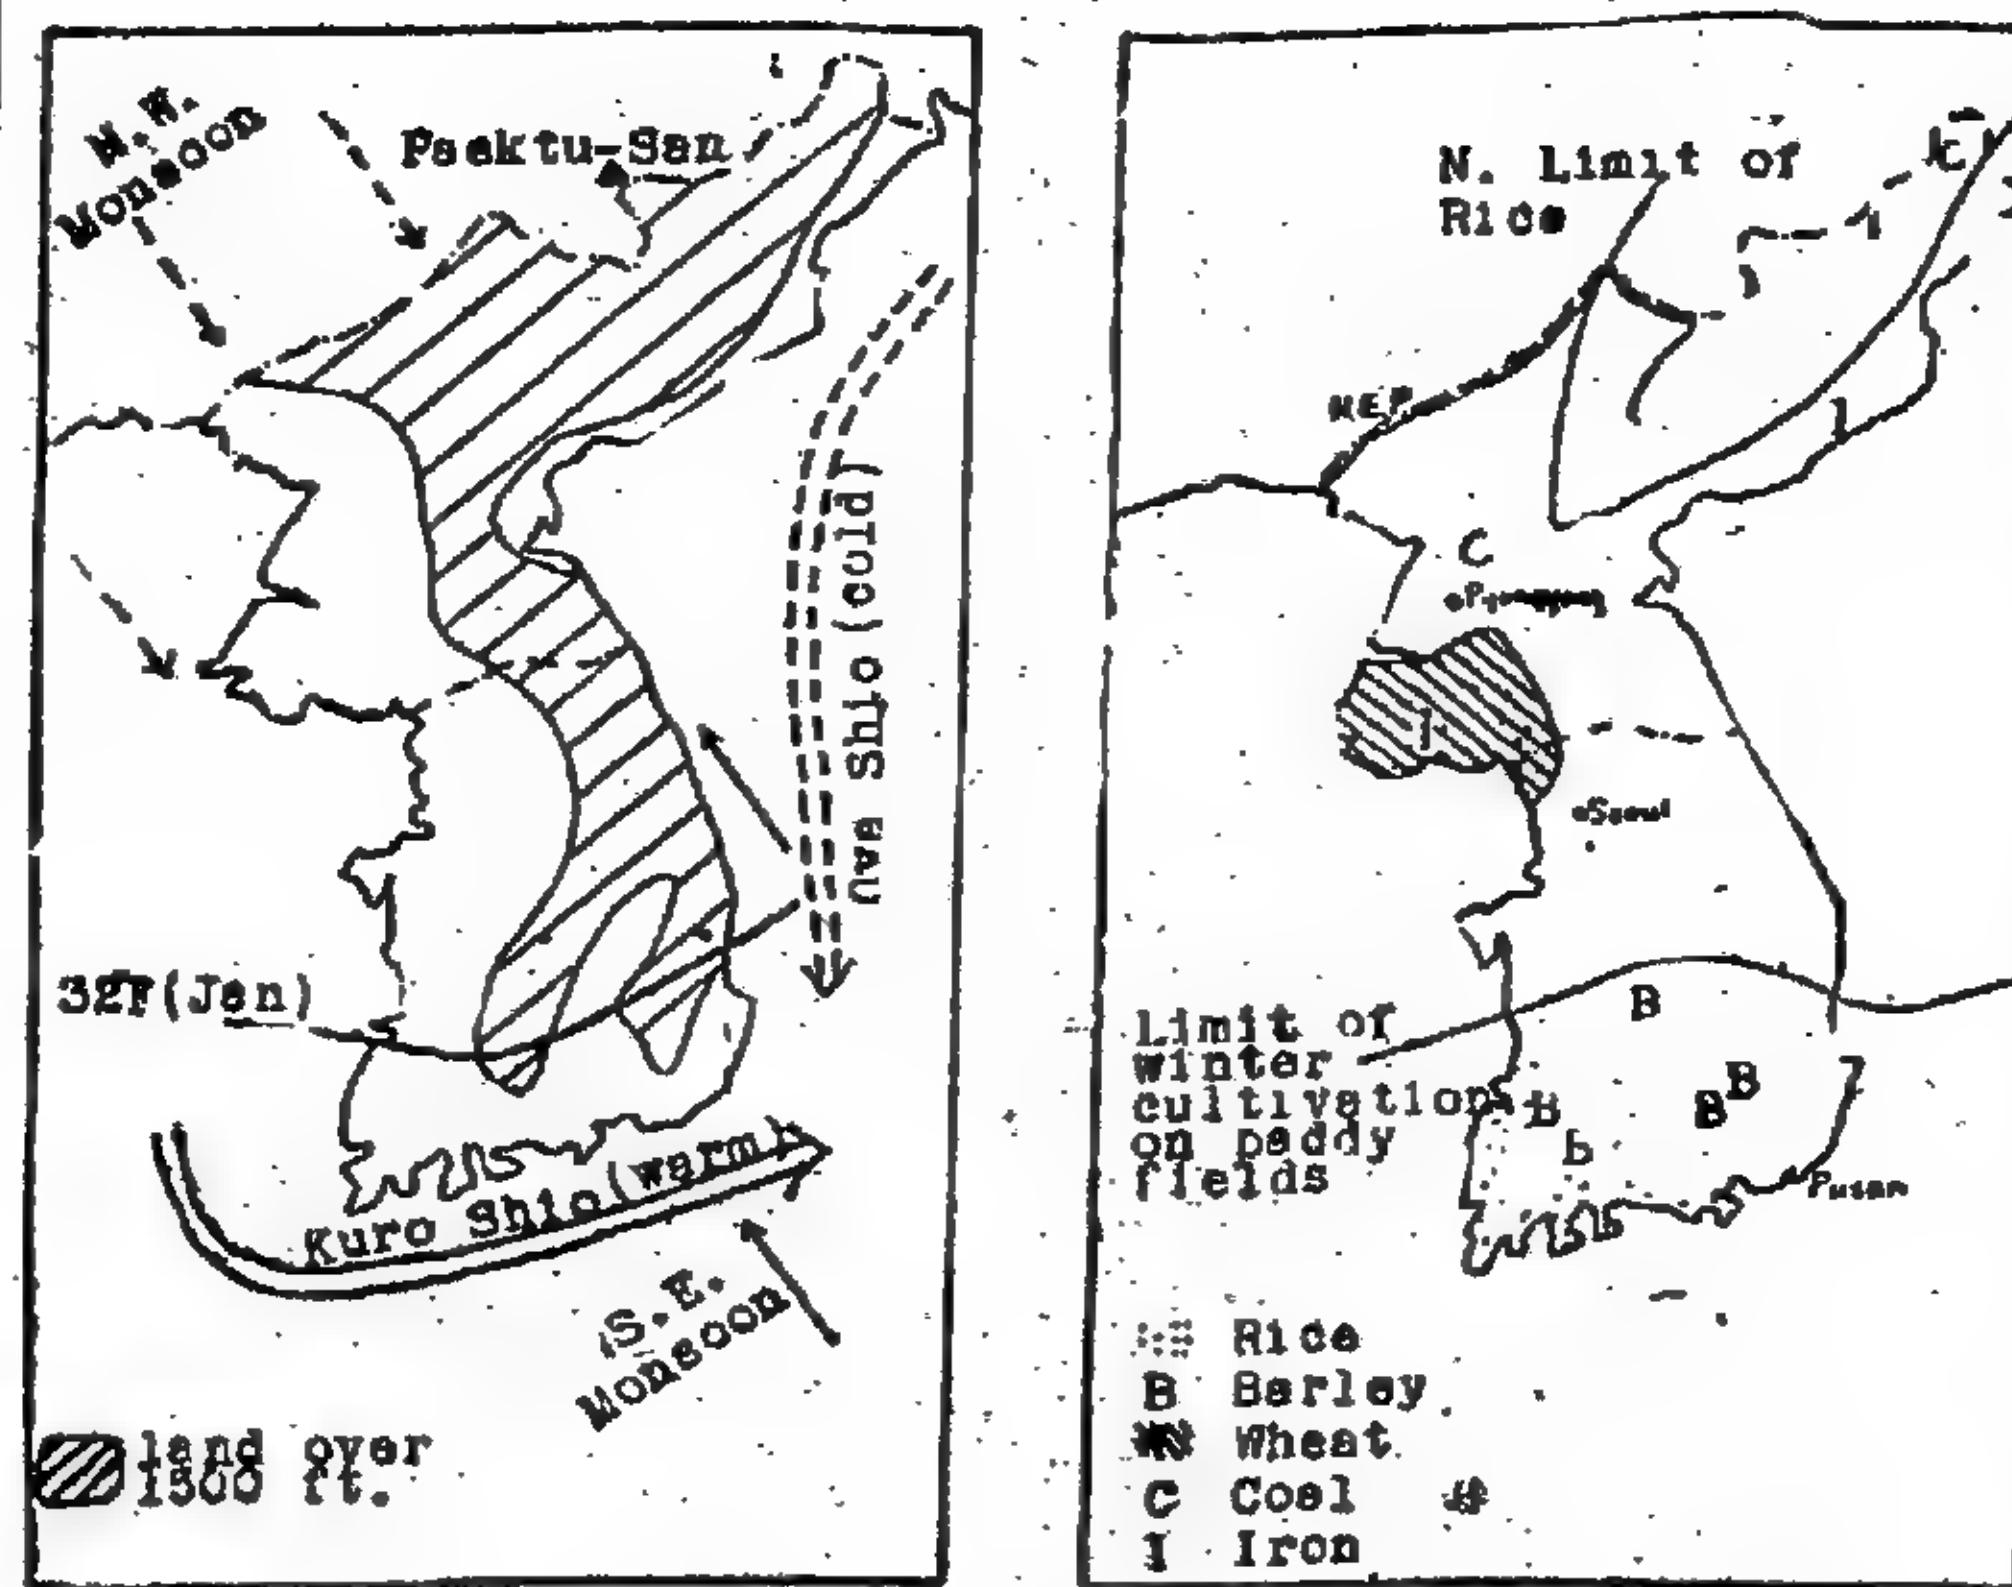 N.W.
Monsoon
Paektu-San
Owe Shio (cold)
32F(Jan)
Kuro Shio (warm)
S.E.
Monsoon
land over
1500 ft.
N. Limit of
Rice
C
C
I
I
Seoul
Limit of
winter
cultivation
on paddy
fields
B
B
B
B
B
Pusan
Rice
B Barley
Wheat
C Coal
I Iron